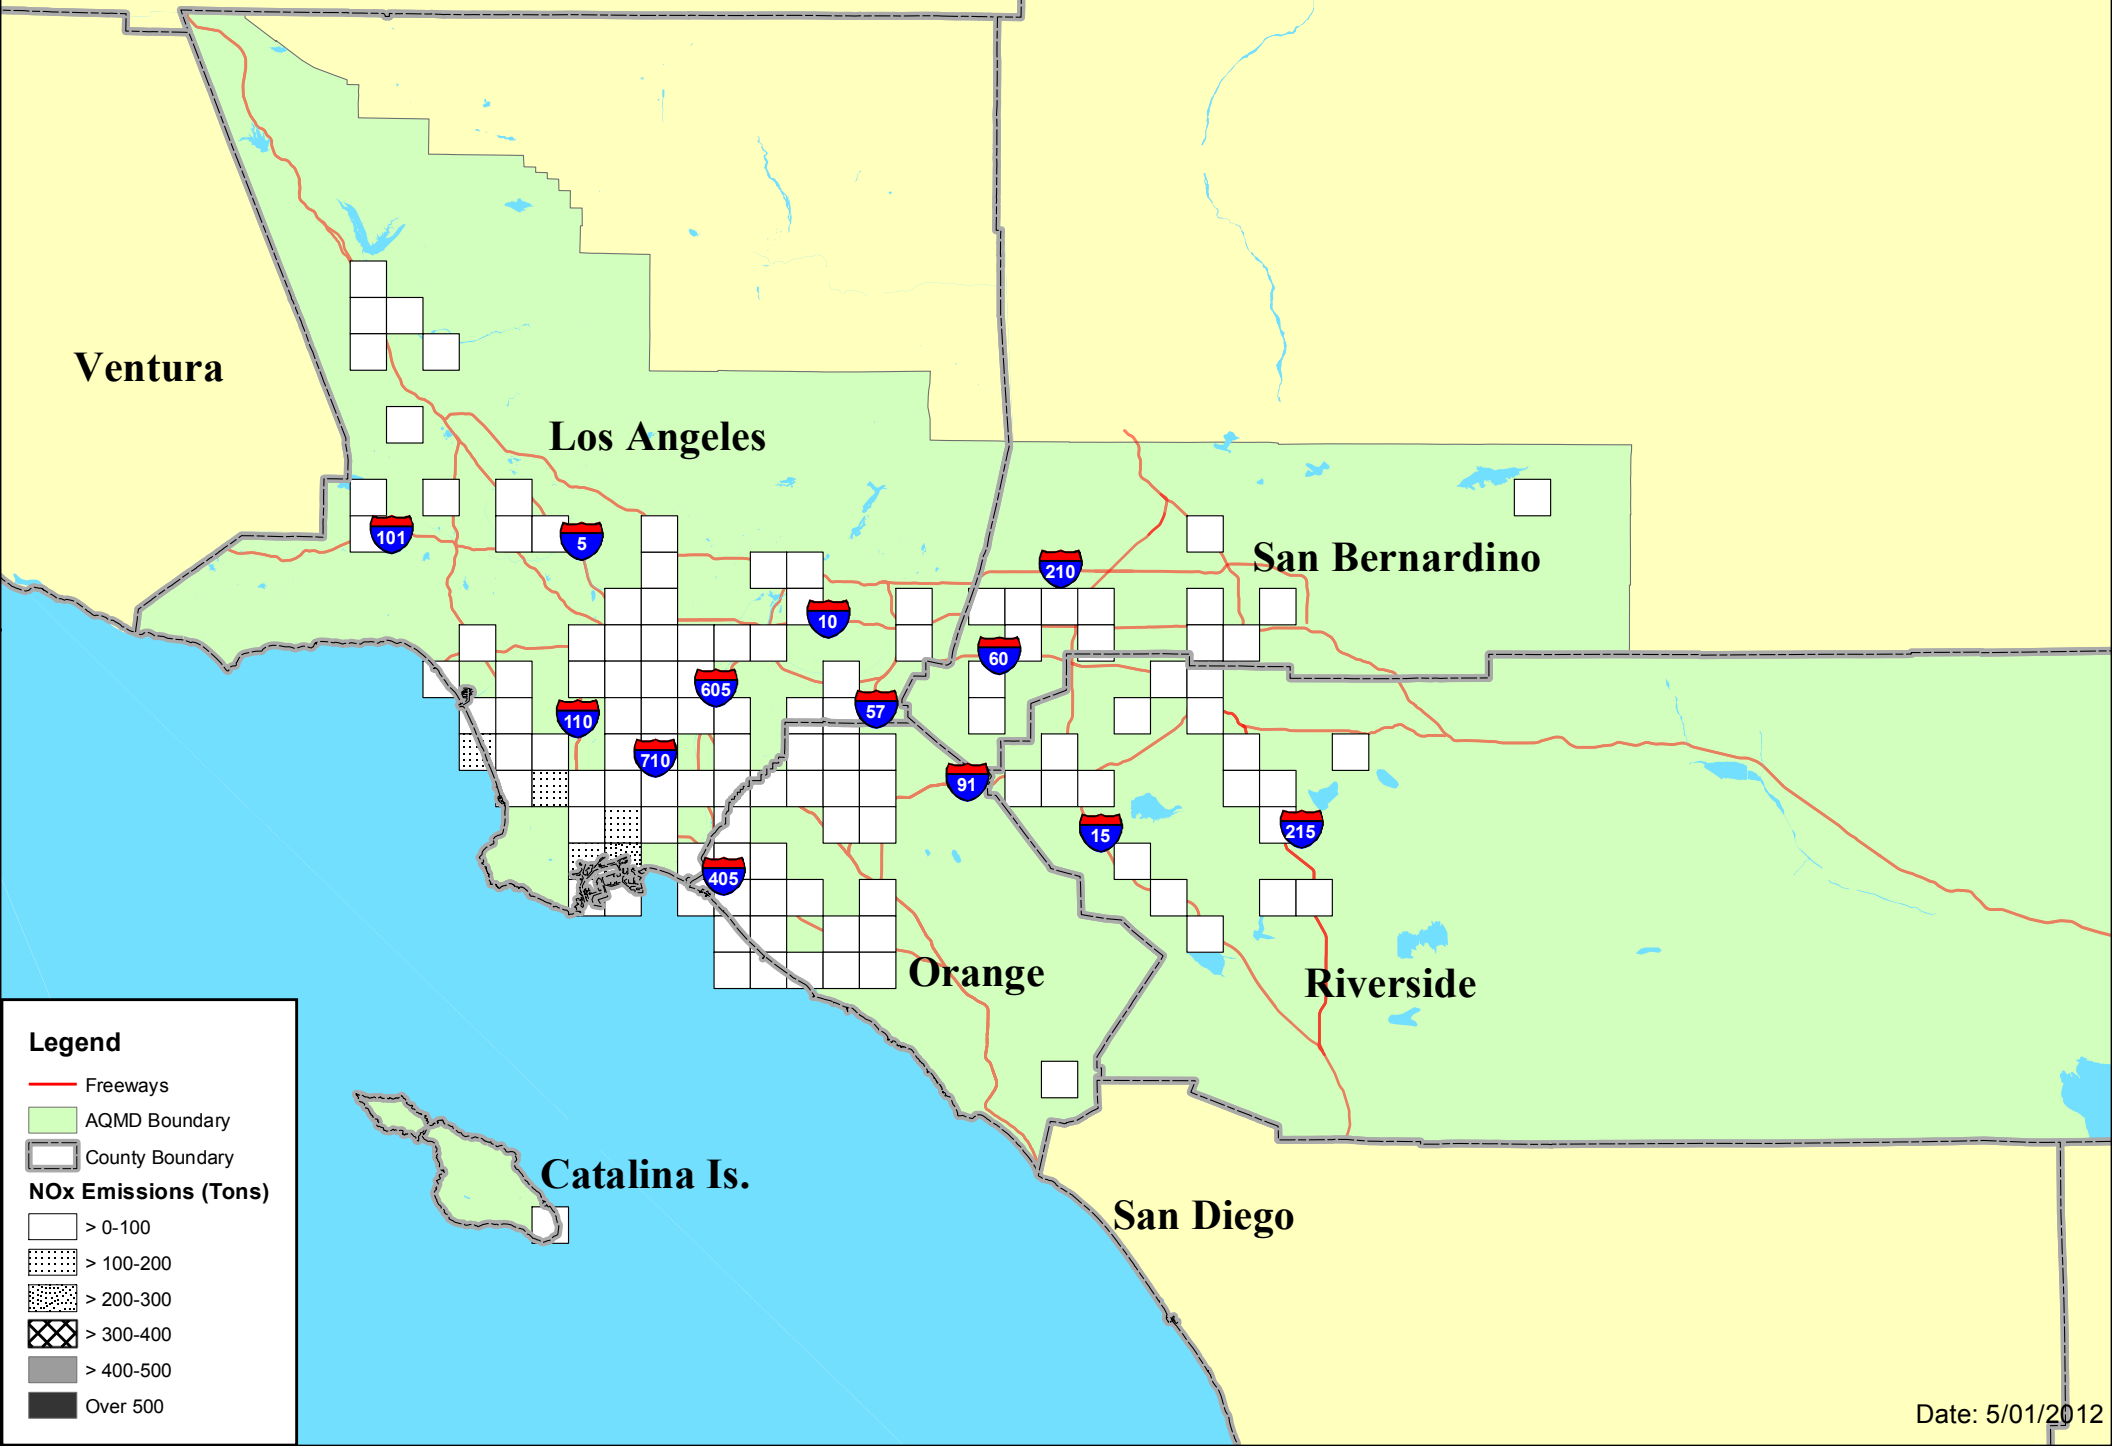 Ventura
Los Angeles
101
5
210
San Bernardino
10
60
605
57
110
710
91
15
215
405
Orange
Riverside
Catalina Is.
San Diego
Legend
Freeways
AQMD Boundary
County Boundary
NOx Emissions (Tons)
> 0-100
> 100-200
> 200-300
> 300-400
> 400-500
Over 500
Date: 5/01/2012